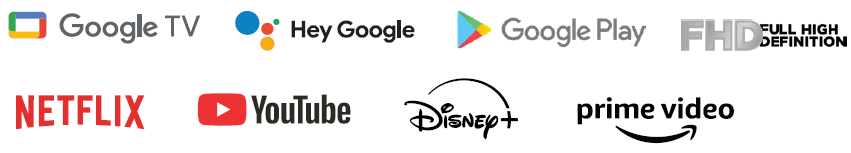 Google TV
Hey Google
Google Play
FHD FULL HIGH
DEFINITION
NETFLIX
YouTube
Disney+
prime video